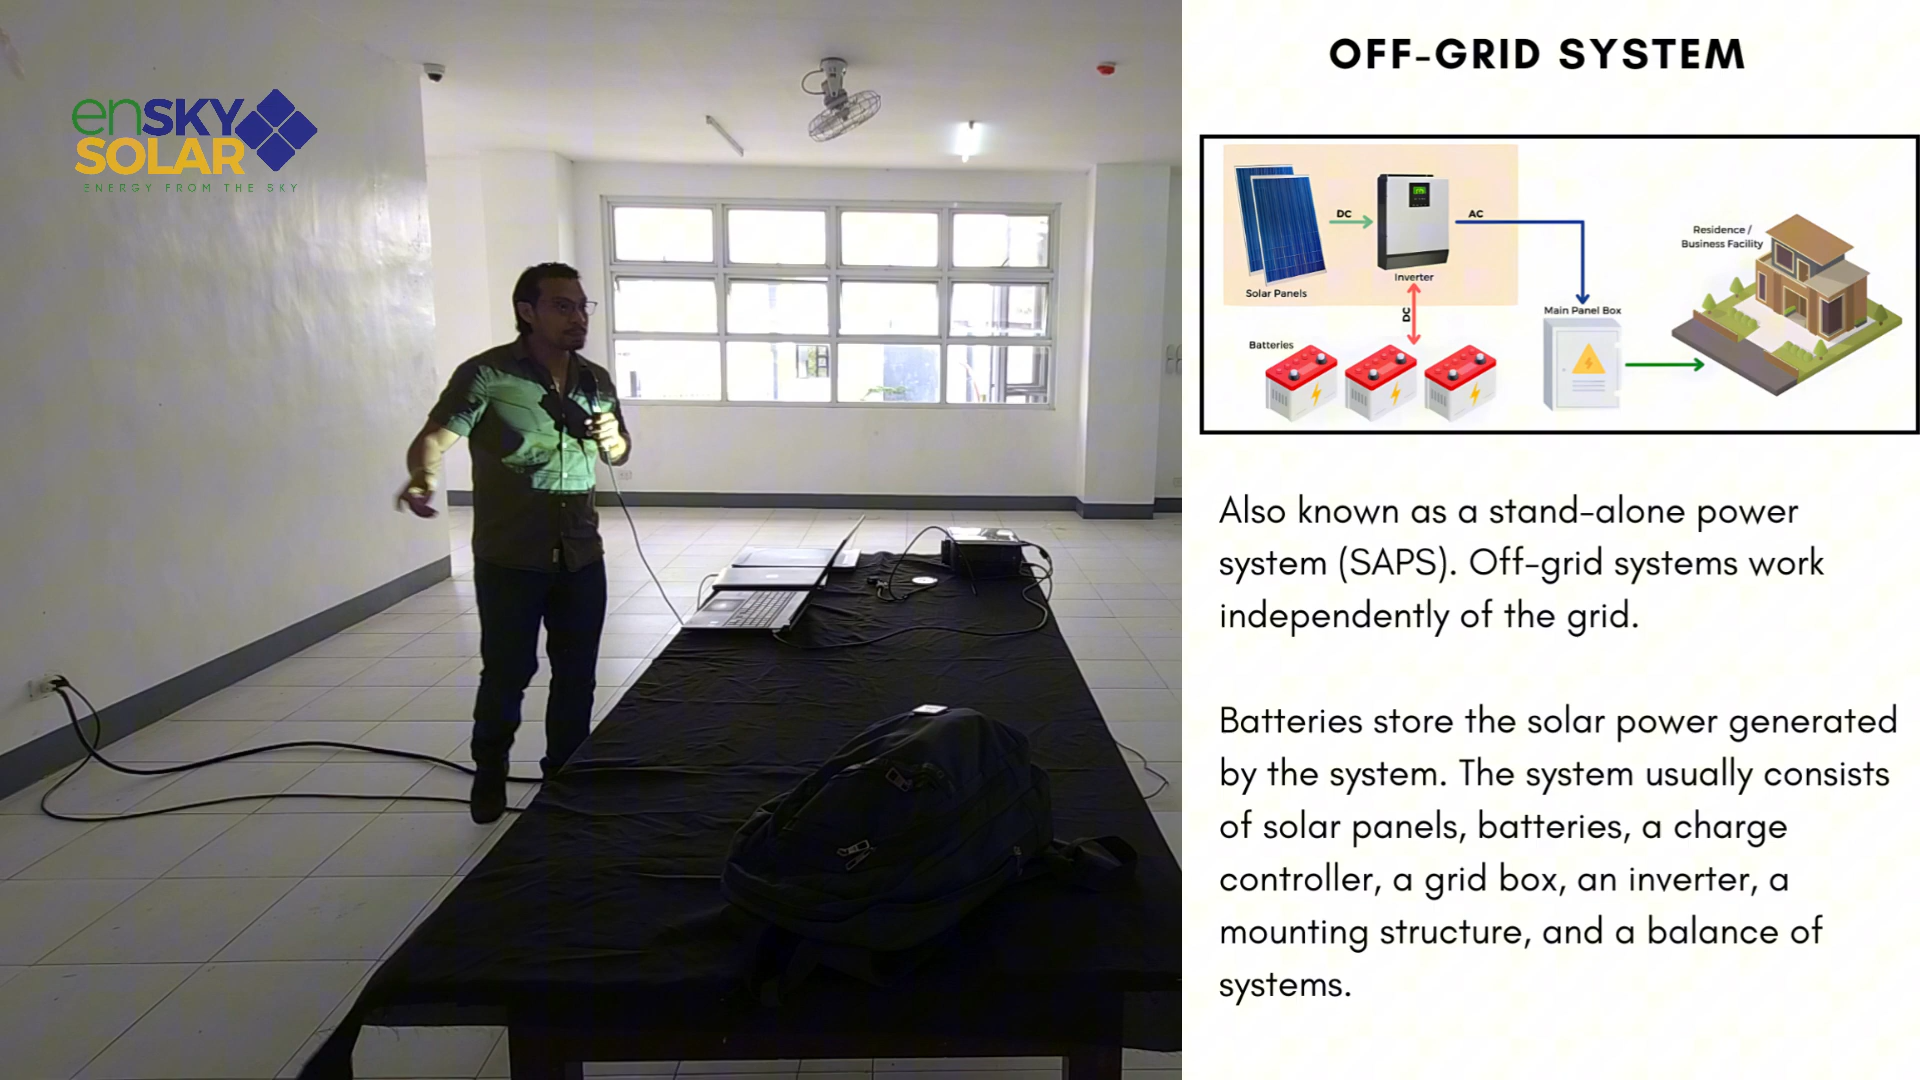 enSKY
SOLAR
ENERGY FROM THE SKY
OFF-GRID SYSTEM
DC
AC
Residence /
Business Facility
Inverter
Solar Panels
DC
Main Panel Box
Batteries
Also known as a stand-alone power
system (SAPS). Off-grid systems work
independently of the grid.
Batteries store the solar power generated
by the system. The system usually consists
of solar panels, batteries, a charge
controller, a grid box, an inverter, a
mounting structure, and a balance of
systems.